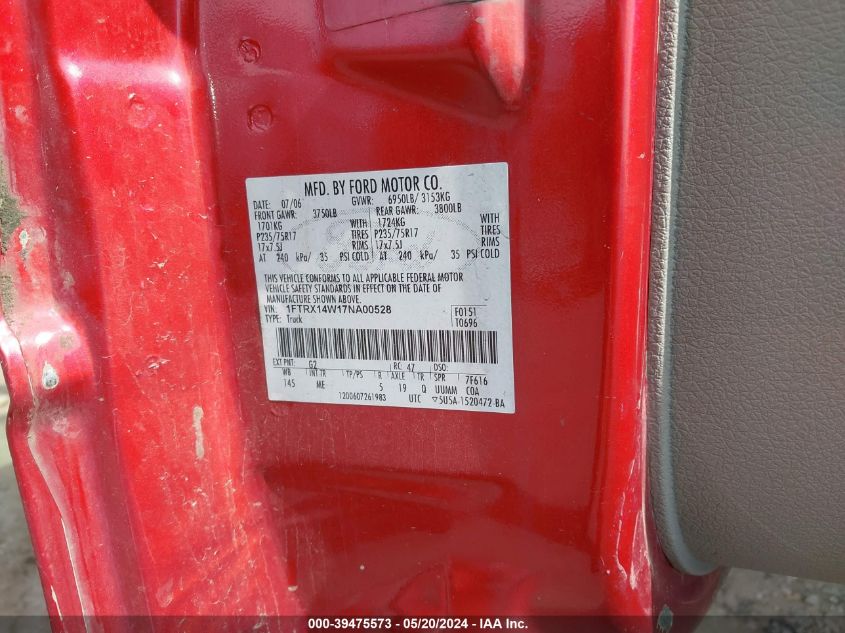 MFD. BY FORD MOTOR CO.
DATE: 07/06 GVWR: 6950LB/ 3153KG
FRONT GAWR: 3750LB REAR GAWR: 3800LB
1701KG WITH 1724KG WITH
P235/75R17 TIRES P235/75R17 TIRES
17x7.5J RIMS 17x7.5J RIMS
AT 240 kPa/ 35 PSI COLD AT 240 kPa/ 35 PSI COLD
THIS VEHICLE CONFORMS TO ALL APPLICABLE FEDERAL MOTOR
VEHICLE SAFETY STANDARDS IN EFFECT ON THE DATE OF
MANUFACTURE SHOWN ABOVE.
VIN: 1FTRX14W17NA00528 F0151
TYPE: Truck T0696
EXT PNT: G2 RC: 47 DSO:
WB INT TR TP/PS R AXLE TR SPR 7F616
145 ME 5 19 Q UUMM COA
1200607261983 UTC ▽5USA-1520472-BA
000-39475573 - 05/20/2024 - IAA Inc.